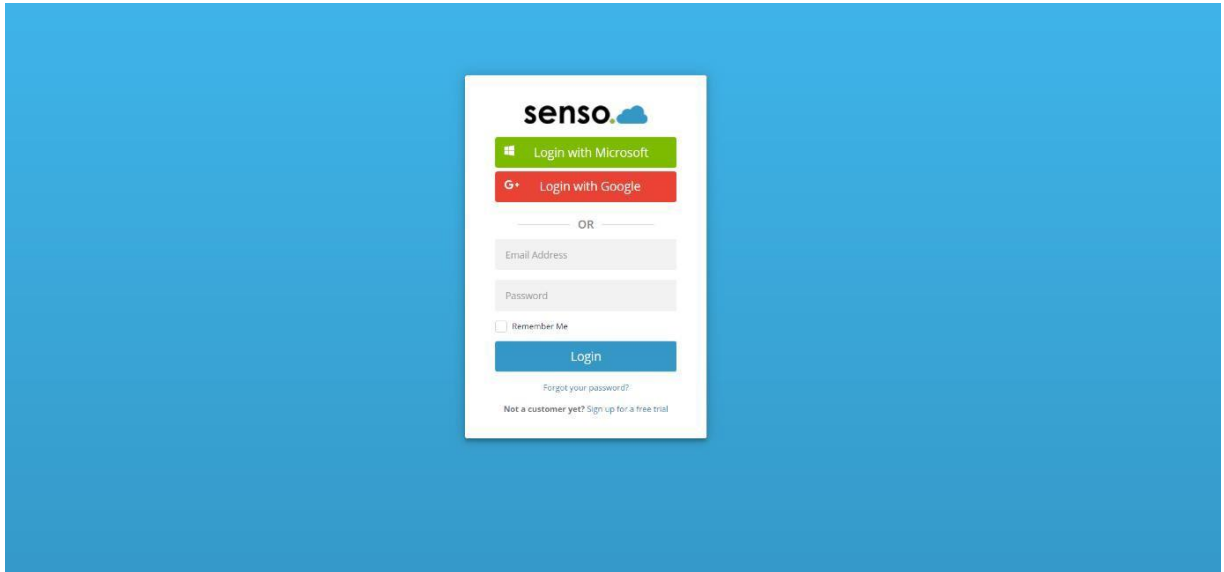 senso.
Login with Microsoft
G+ Login with Google
OR
Email Address
Password
Remember Me
Login
Forgot your password?
Not a customer yet? Sign up for a free trial